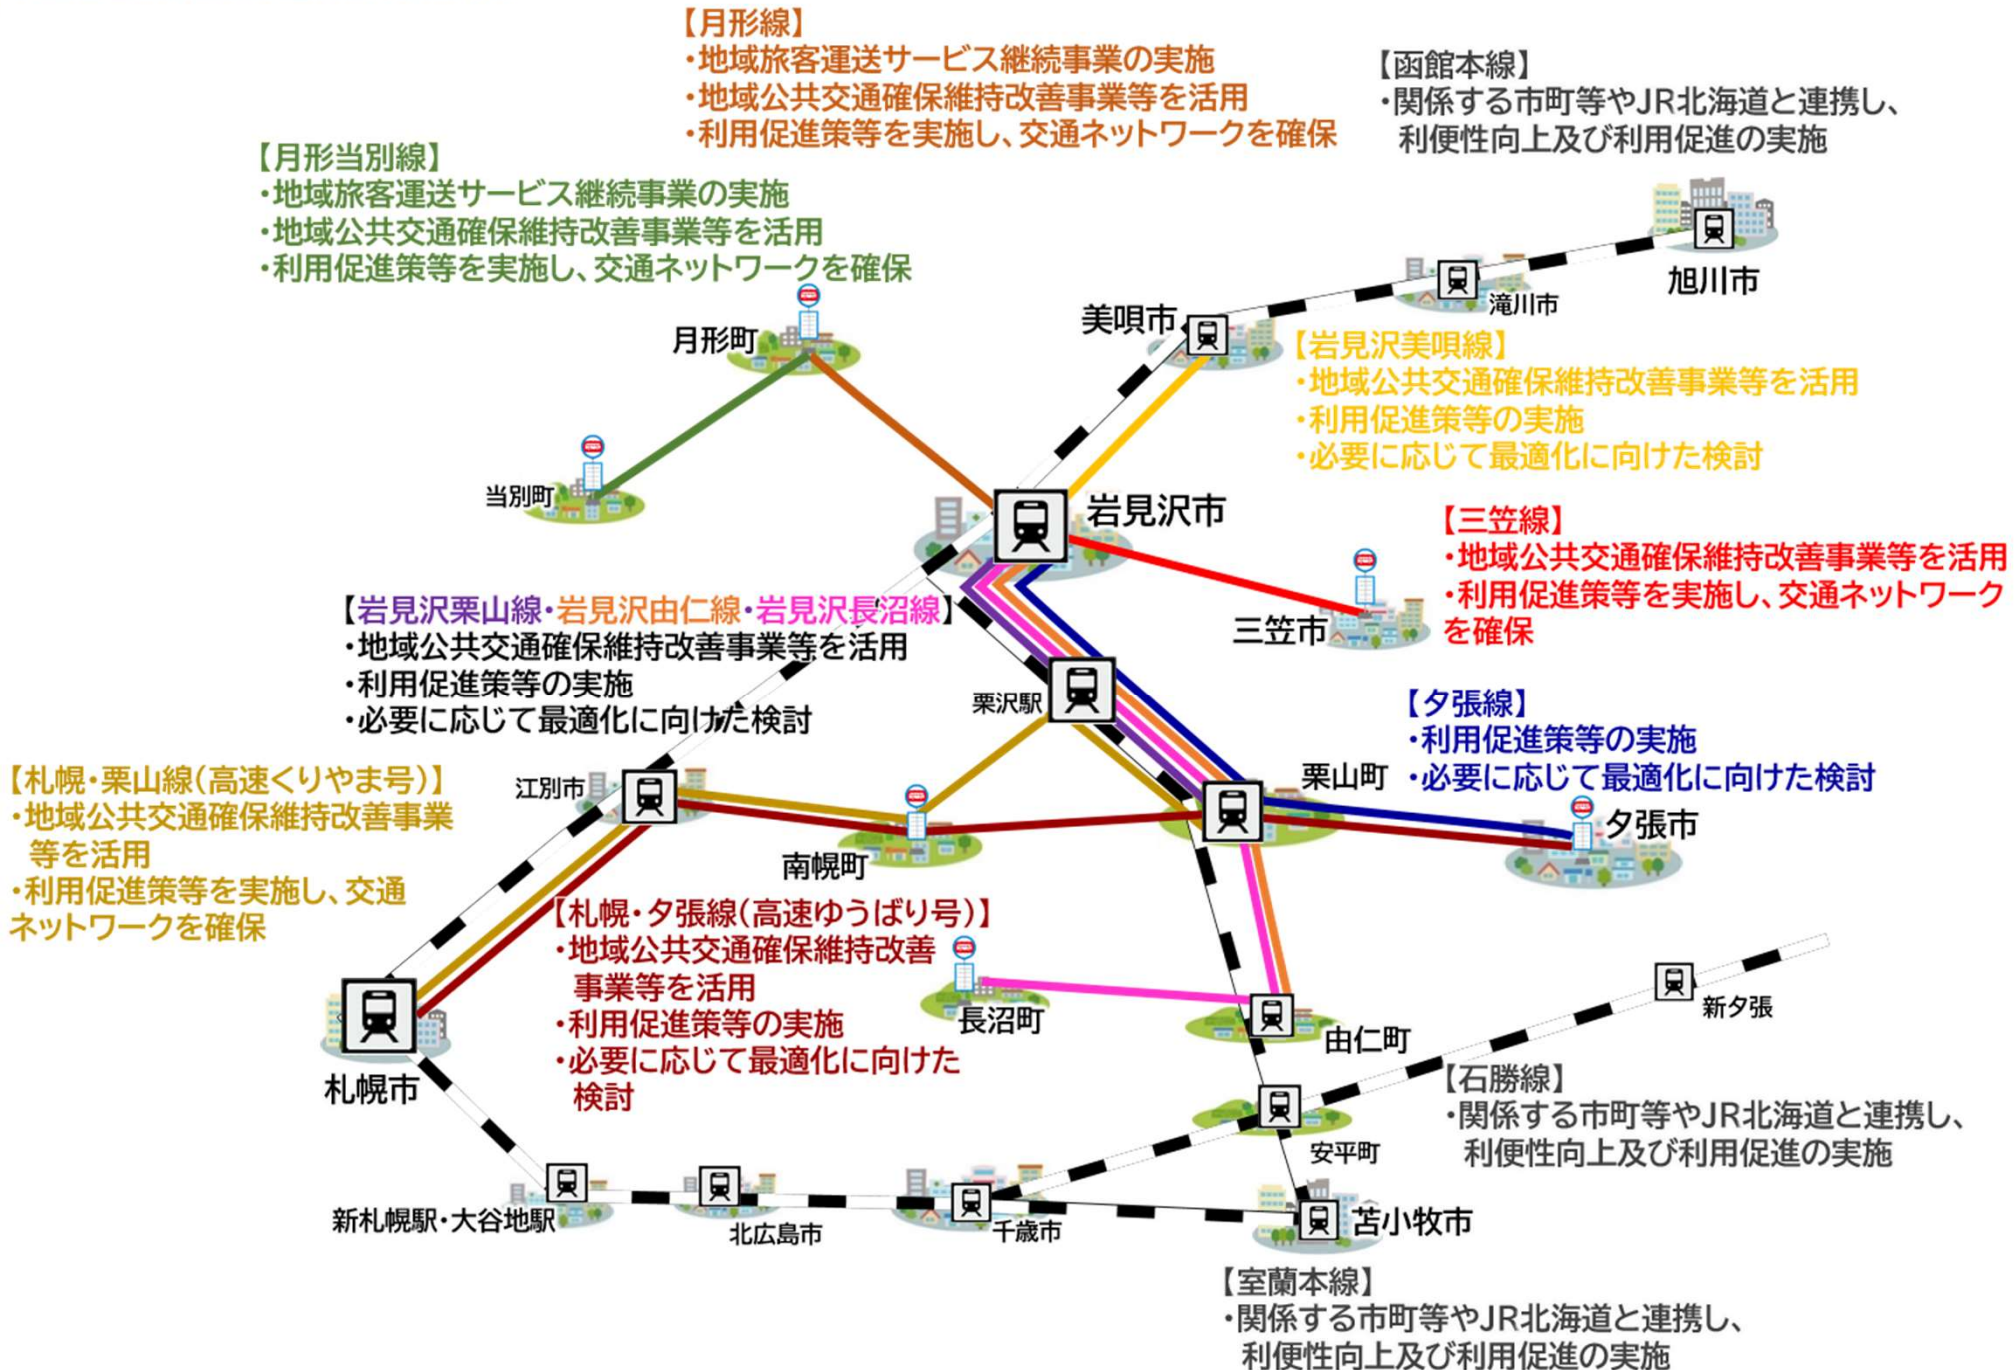 【月形線】
・地域旅客運送サービス継続事業の実施
・地域公共交通確保維持改善事業等を活用
・利用促進策等を実施し、交通ネットワークを確保
【函館本線】
・関係する市町等やJR北海道と連携し、
利便性向上及び利用促進の実施
【月形当別線】
・地域旅客運送サービス継続事業の実施
・地域公共交通確保維持改善事業等を活用
・利用促進策等を実施し、交通ネットワークを確保
旭川市
滝川市
美唄市
月形町
【岩見沢美唄線】
・地域公共交通確保維持改善事業等を活用
・利用促進策等の実施
・必要に応じて最適化に向けた検討
当別町
岩見沢市
【三笠線】
・地域公共交通確保維持改善事業等を活用
・利用促進策等を実施し、交通ネットワーク
を確保
三笠市
【岩見沢栗山線・岩見沢由仁線・岩見沢長沼線】
・地域公共交通確保維持改善事業等を活用
・利用促進策等の実施
・必要に応じて最適化に向けた検討
栗沢駅
【夕張線】
・利用促進策等の実施
・必要に応じて最適化に向けた検討
【札幌・栗山線(高速くりやま号)】
・地域公共交通確保維持改善事業
等を活用
・利用促進策等を実施し、交通
ネットワークを確保
江別市
栗山町
夕張市
南幌町
【札幌・夕張線(高速ゆうばり号)】
・地域公共交通確保維持改善
事業等を活用
・利用促進策等の実施
・必要に応じて最適化に向けた
検討
長沼町
由仁町
新夕張
札幌市
【石勝線】
・関係する市町等やJR北海道と連携し、
利便性向上及び利用促進の実施
安平町
新札幌駅・大谷地駅
北広島市
千歳市
苫小牧市
【室蘭本線】
・関係する市町等やJR北海道と連携し、
利便性向上及び利用促進の実施